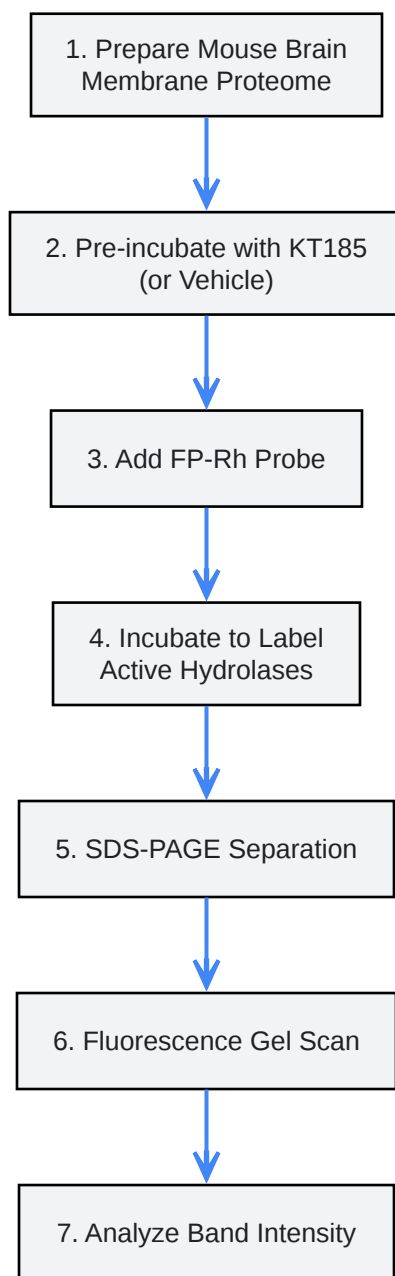 1. Prepare Mouse Brain
Membrane Proteome
2. Pre-incubate with KT185
(or Vehicle)
3. Add FP-Rh Probe
4. Incubate to Label
Active Hydrolases
5. SDS-PAGE Separation
6. Fluorescence Gel Scan
7. Analyze Band Intensity